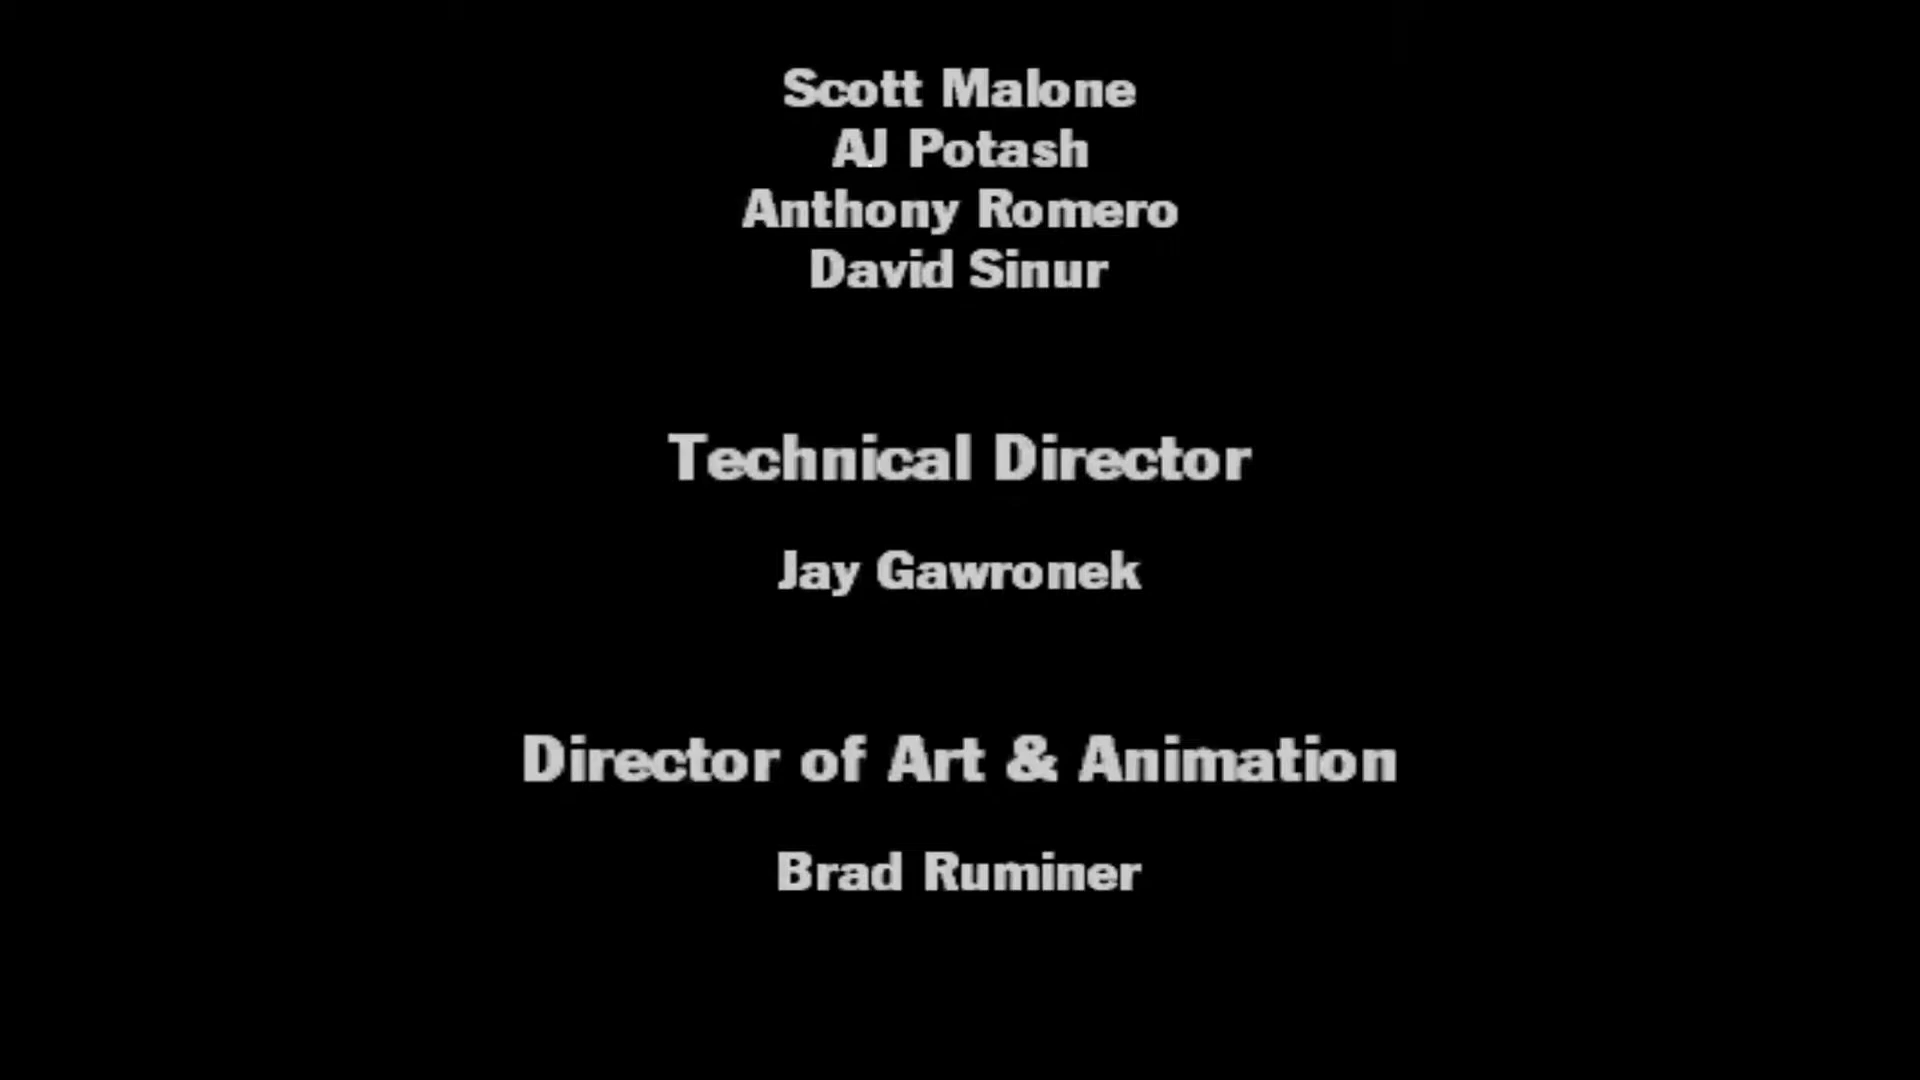 Scott Malone
AJ Potash
Anthony Romero
David Sinur
Technical Director
Jay Gawronek
Director of Art & Animation
Brad Ruminer